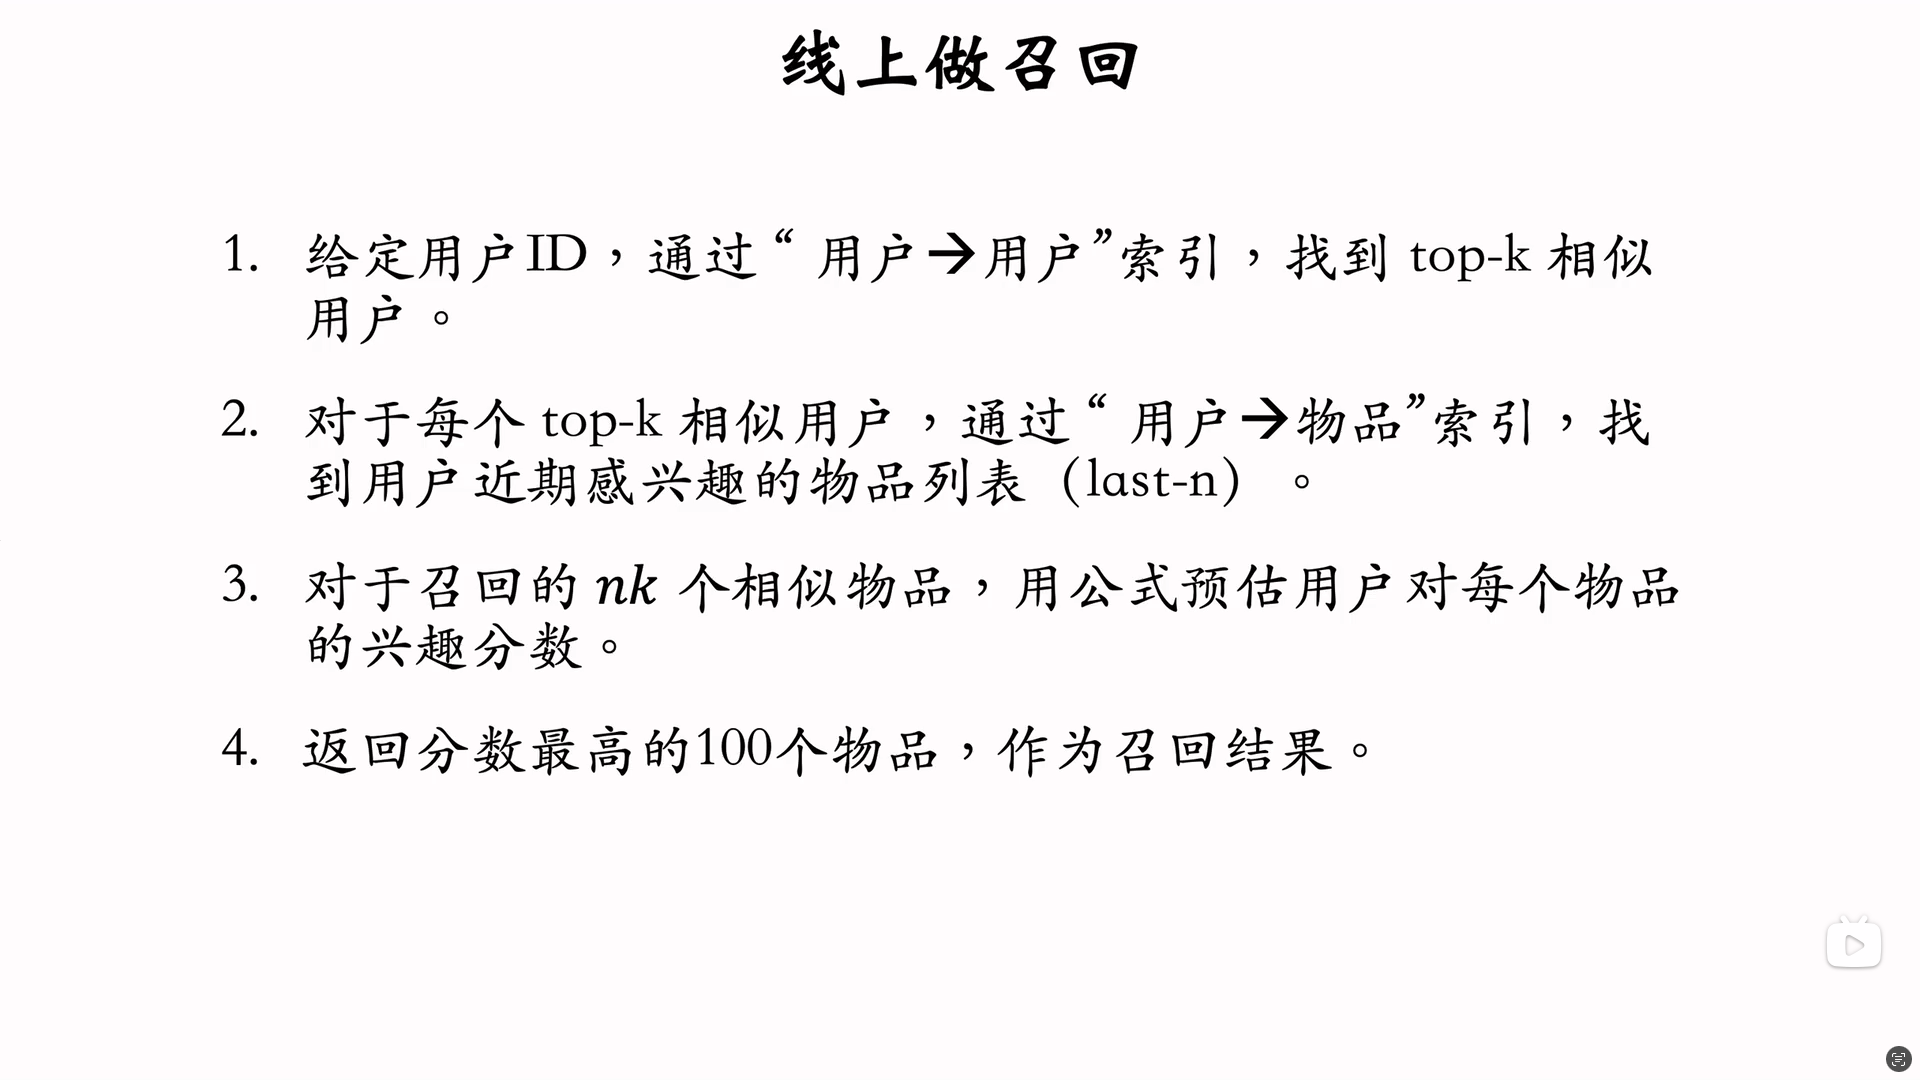 线上做召回
1. 给定用户ID，通过“用户→用户”索引，找到 top-k 相似
用户。
2. 对于每个 top-k 相似用户，通过“用户→物品”索引，找
到用户近期感兴趣的物品列表（last-n）。
3. 对于召回的 nk 个相似物品，用公式预估用户对每个物品
的兴趣分数。
4. 返回分数最高的100个物品，作为召回结果。